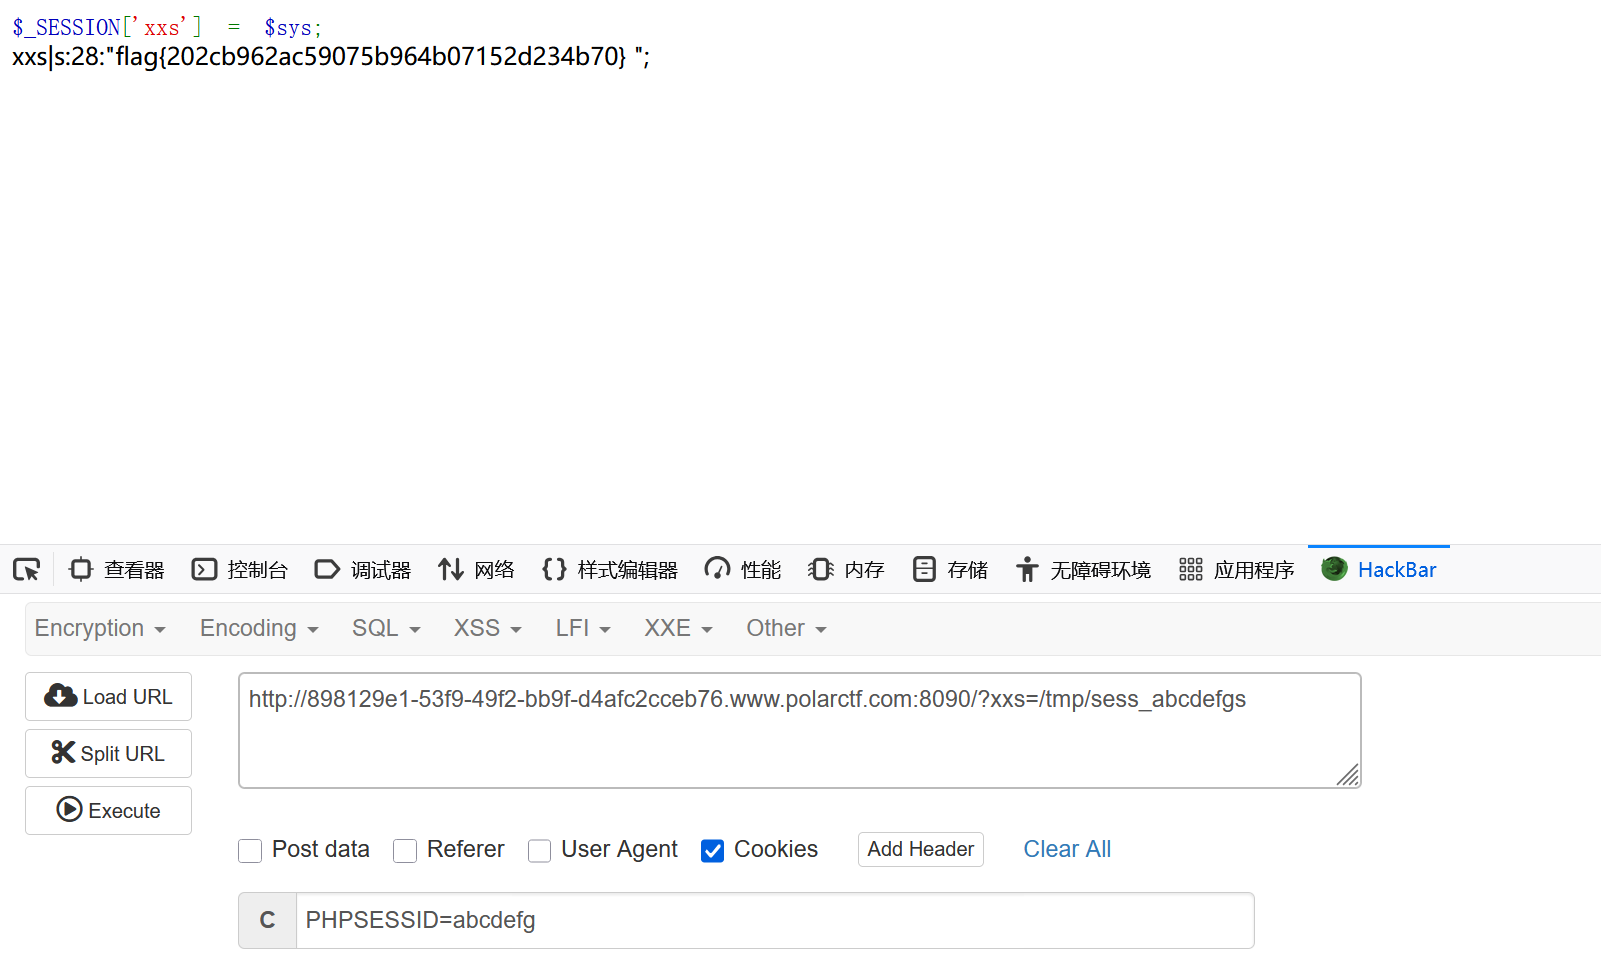 $_SESSION['xxs'] = $sys;
xxs|s:28:"flag{202cb962ac59075b964b07152d234b70} ";
查看器 控制台 调试器 网络 样式编辑器 性能 内存 存储 无障碍环境 应用程序 HackBar
Encryption Encoding SQL XSS LFI XXE Other
Load URL
http://898129e1-53f9-49f2-bb9f-d4afc2cceb76.www.polarctf.com:8090/?xxs=/tmp/sess_abcdefgs
Split URL
Execute
Post data Referer User Agent Cookies Add Header Clear All
C PHPSESSID=abcdefg